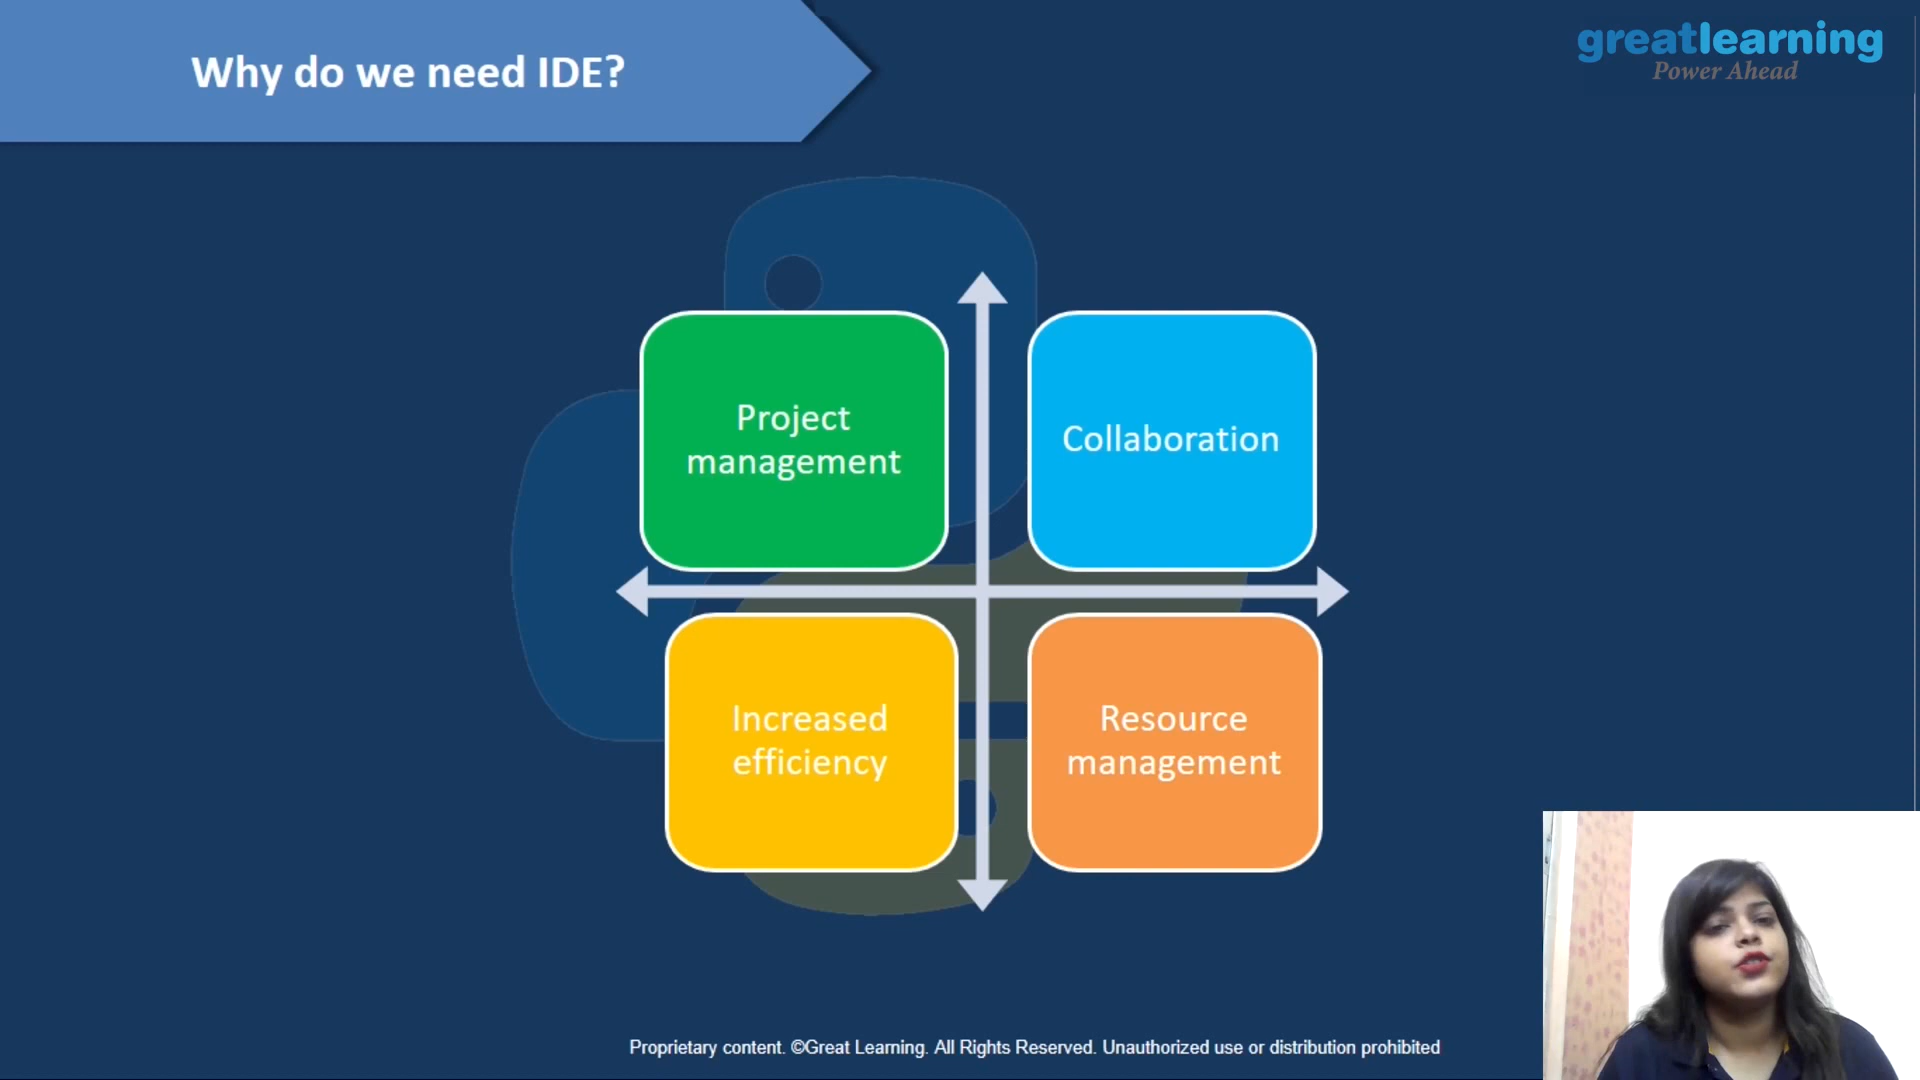 Why do we need IDE?
greatlearning
Power Ahead
Project
management
Collaboration
Increased
efficiency
Resource
management
Proprietary content. ©Great Learning. All Rights Reserved. Unauthorized use or distribution prohibited